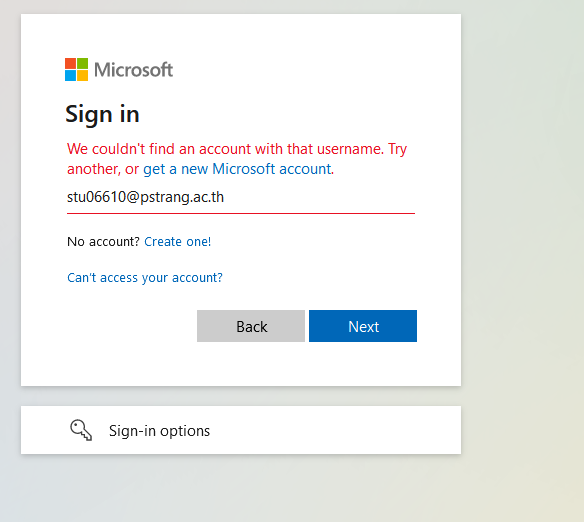 Microsoft
Sign in
We couldn't find an account with that username. Try
another, or get a new Microsoft account.
stu06610@pstrang.ac.th
No account? Create one!
Can't access your account?
Back
Next
Sign-in options